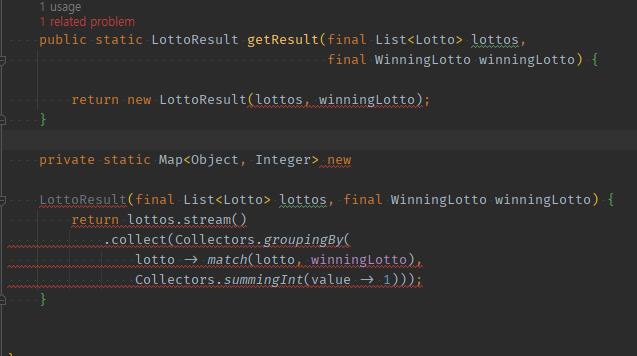 1 usage
1 related problem
public static LottoResult getResult(final List<Lotto> lottos,
final WinningLotto winningLotto) {
return new LottoResult(lottos, winningLotto);
}
private static Map<Object, Integer> new
LottoResult(final List<Lotto> lottos, final WinningLotto winningLotto) {
return lottos.stream()
.collect(Collectors.groupingBy(
lotto -> match(lotto, winningLotto),
Collectors.summingInt(value -> 1)));
}